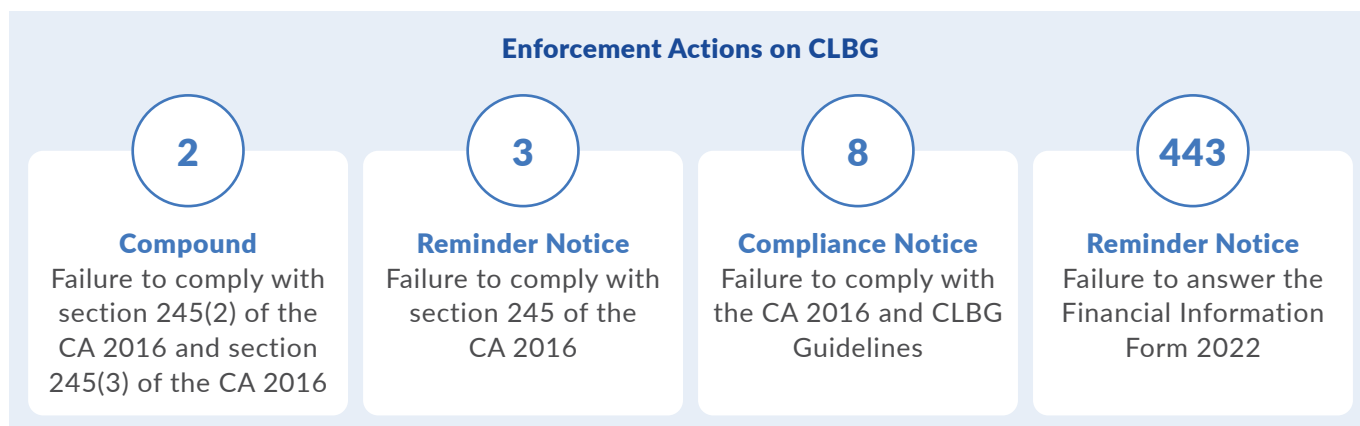 Enforcement Actions on CLBG
2
Compound
Failure to comply with
section 245(2) of the
CA 2016 and section
245(3) of the CA 2016
3
Reminder Notice
Failure to comply with
section 245 of the
CA 2016
8
Compliance Notice
Failure to comply with
the CA 2016 and CLBG
Guidelines
443
Reminder Notice
Failure to answer the
Financial Information
Form 2022